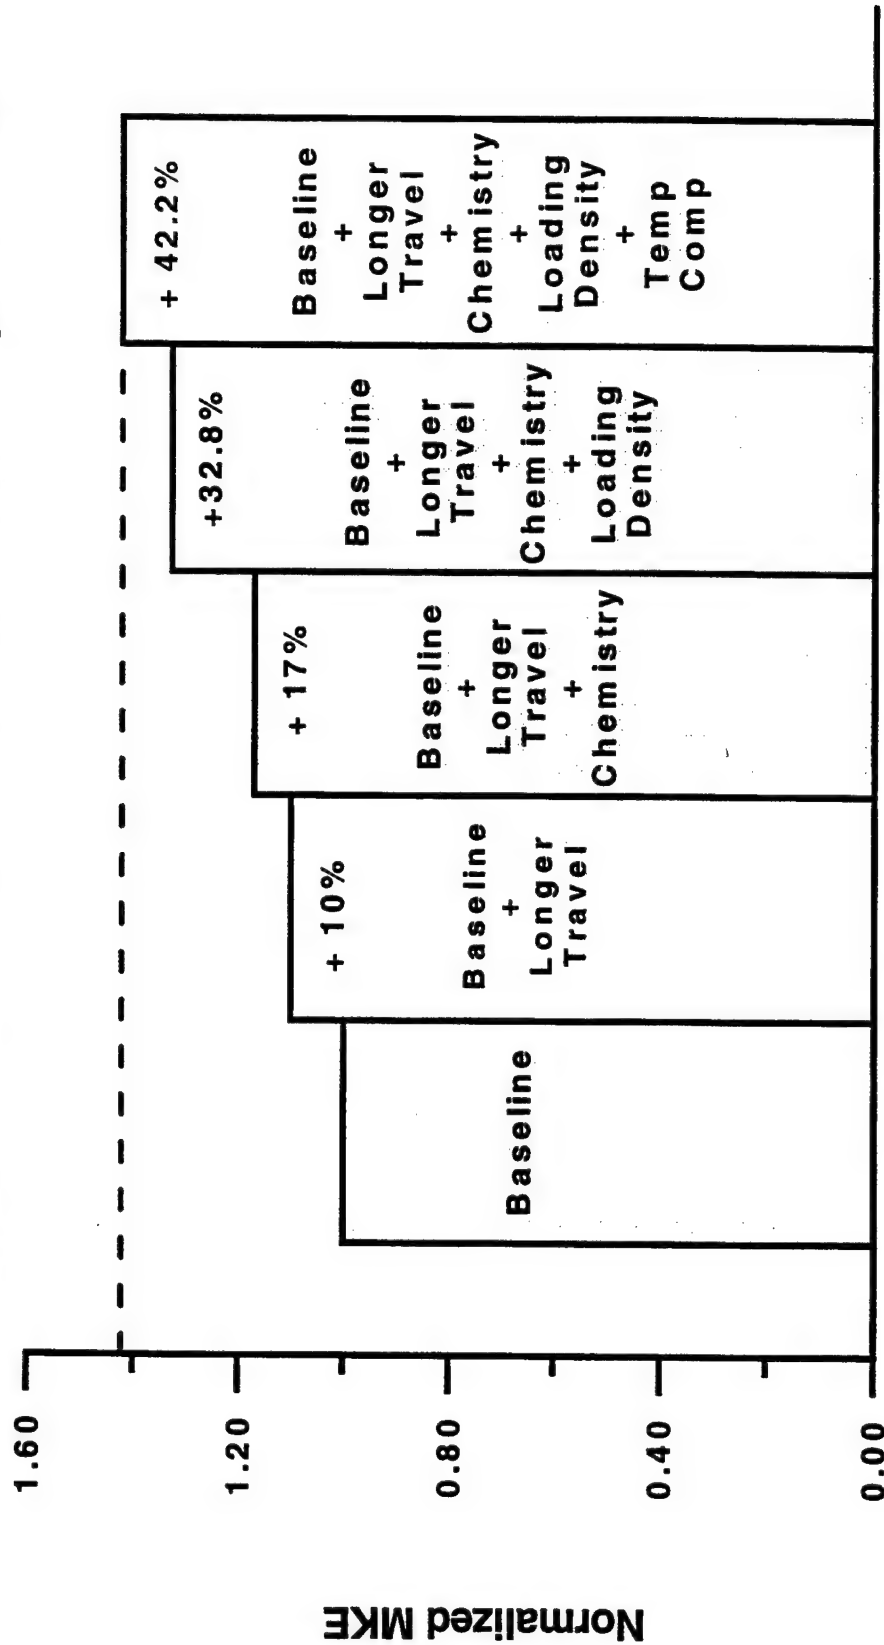 Normalized MKE
1.60
1.20
0.80
0.40
0.00
Baseline
+ 10%
Baseline
+
Longer
Travel
+ 17%
Baseline
+
Longer
Travel
+
Chemistry
+32.8%
Baseline
+
Longer
Travel
+
Chemistry
+
Loading
Density
+ 42.2%
Baseline
+
Longer
Travel
+
Chemistry
+
Loading
Density
+
Temp
Comp